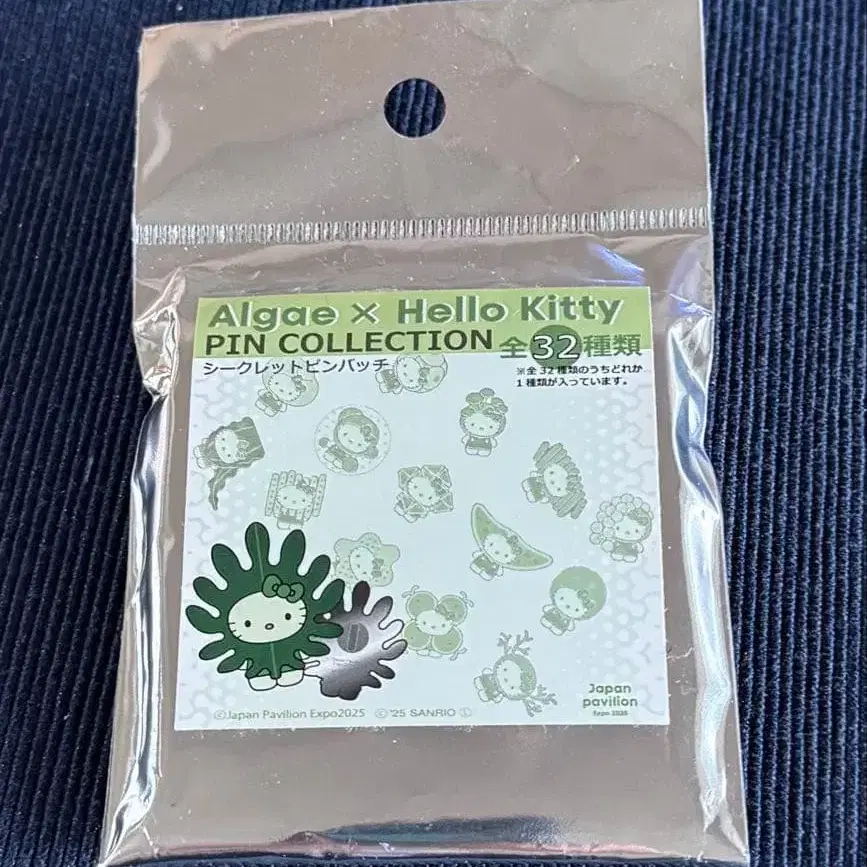 Algae × Hello Kitty
PIN COLLECTION
全32種類
シークレットピンバッチ
※全32種類のうちどれか
1種類が入っています。
Japan
pavilion
Expo 2025
©Japan Pavilion Expo2025 ©'25 SANRIO Ⓛ